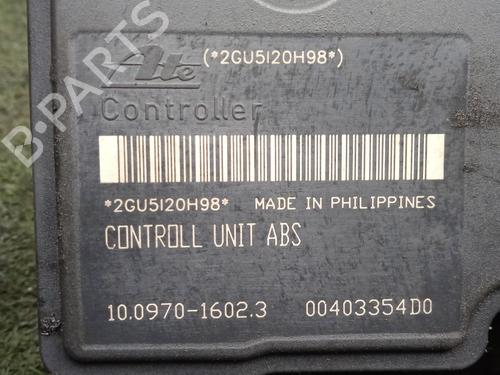 (*2GU5I20H98*)
Ate
Controller
*2GU5I20H98* MADE IN PHILIPPINES
CONTROLL UNIT ABS
10.0970-1602.3 00403354D0
B-PARTS